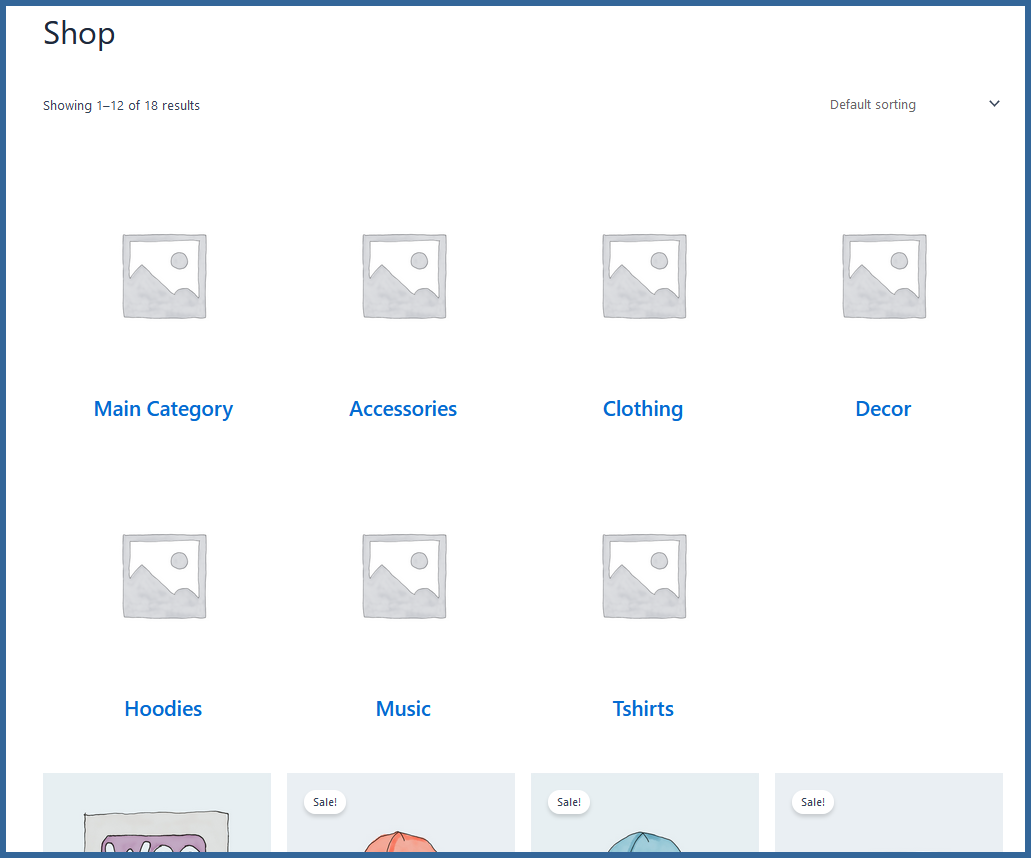 Shop
Showing 1–12 of 18 results
Default sorting
Main Category
Accessories
Clothing
Decor
Hoodies
Music
Tshirts
Sale!
Sale!
Sale!